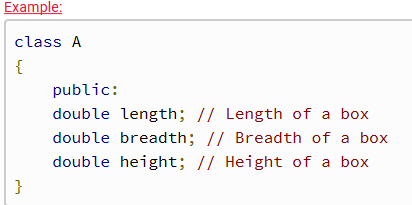 Example:
class A
{
public:
double length; // Length of a box
double breadth; // Breadth of a box
double height; // Height of a box
}